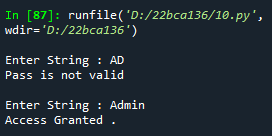 In [87]: runfile('D:/22bca136/10.py',
wdir='D:/22bca136')
Enter String : AD
Pass is not valid
Enter String : Admin
Access Granted .